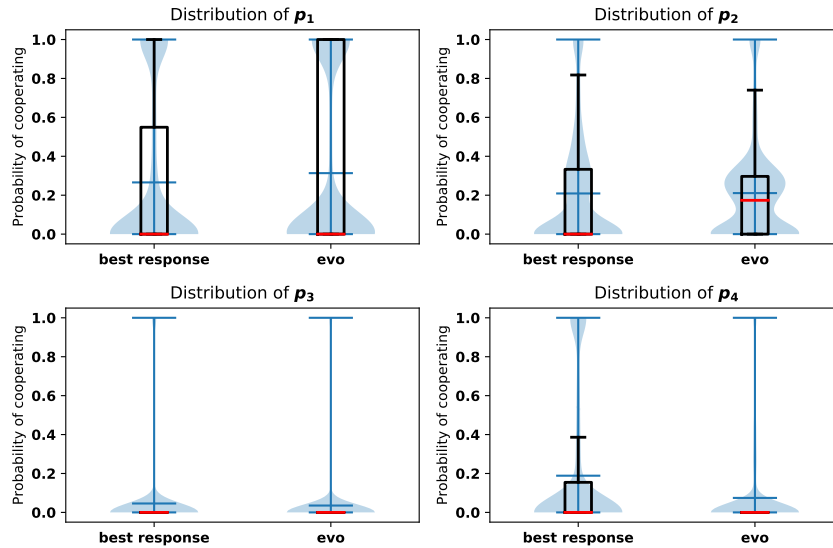 Distribution of p₁
Distribution of p₂
Probability of cooperating
1.0
0.8
0.6
0.4
0.2
0.0
best response
evo
Probability of cooperating
1.0
0.8
0.6
0.4
0.2
0.0
best response
evo
Distribution of p₃
Distribution of p₄
Probability of cooperating
1.0
0.8
0.6
0.4
0.2
0.0
best response
evo
Probability of cooperating
1.0
0.8
0.6
0.4
0.2
0.0
best response
evo